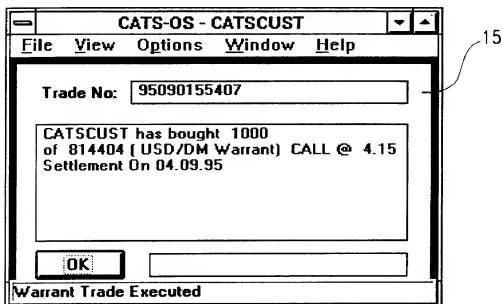 CATS-OS - CATSCUST
File View Options Window Help
15
Trade No: 95090155407
CATSCUST has bought 1000
of 814404 ( USD/DM Warrant) CALL @ 4.15
Settlement On 04.09.95
OK
Warrant Trade Executed